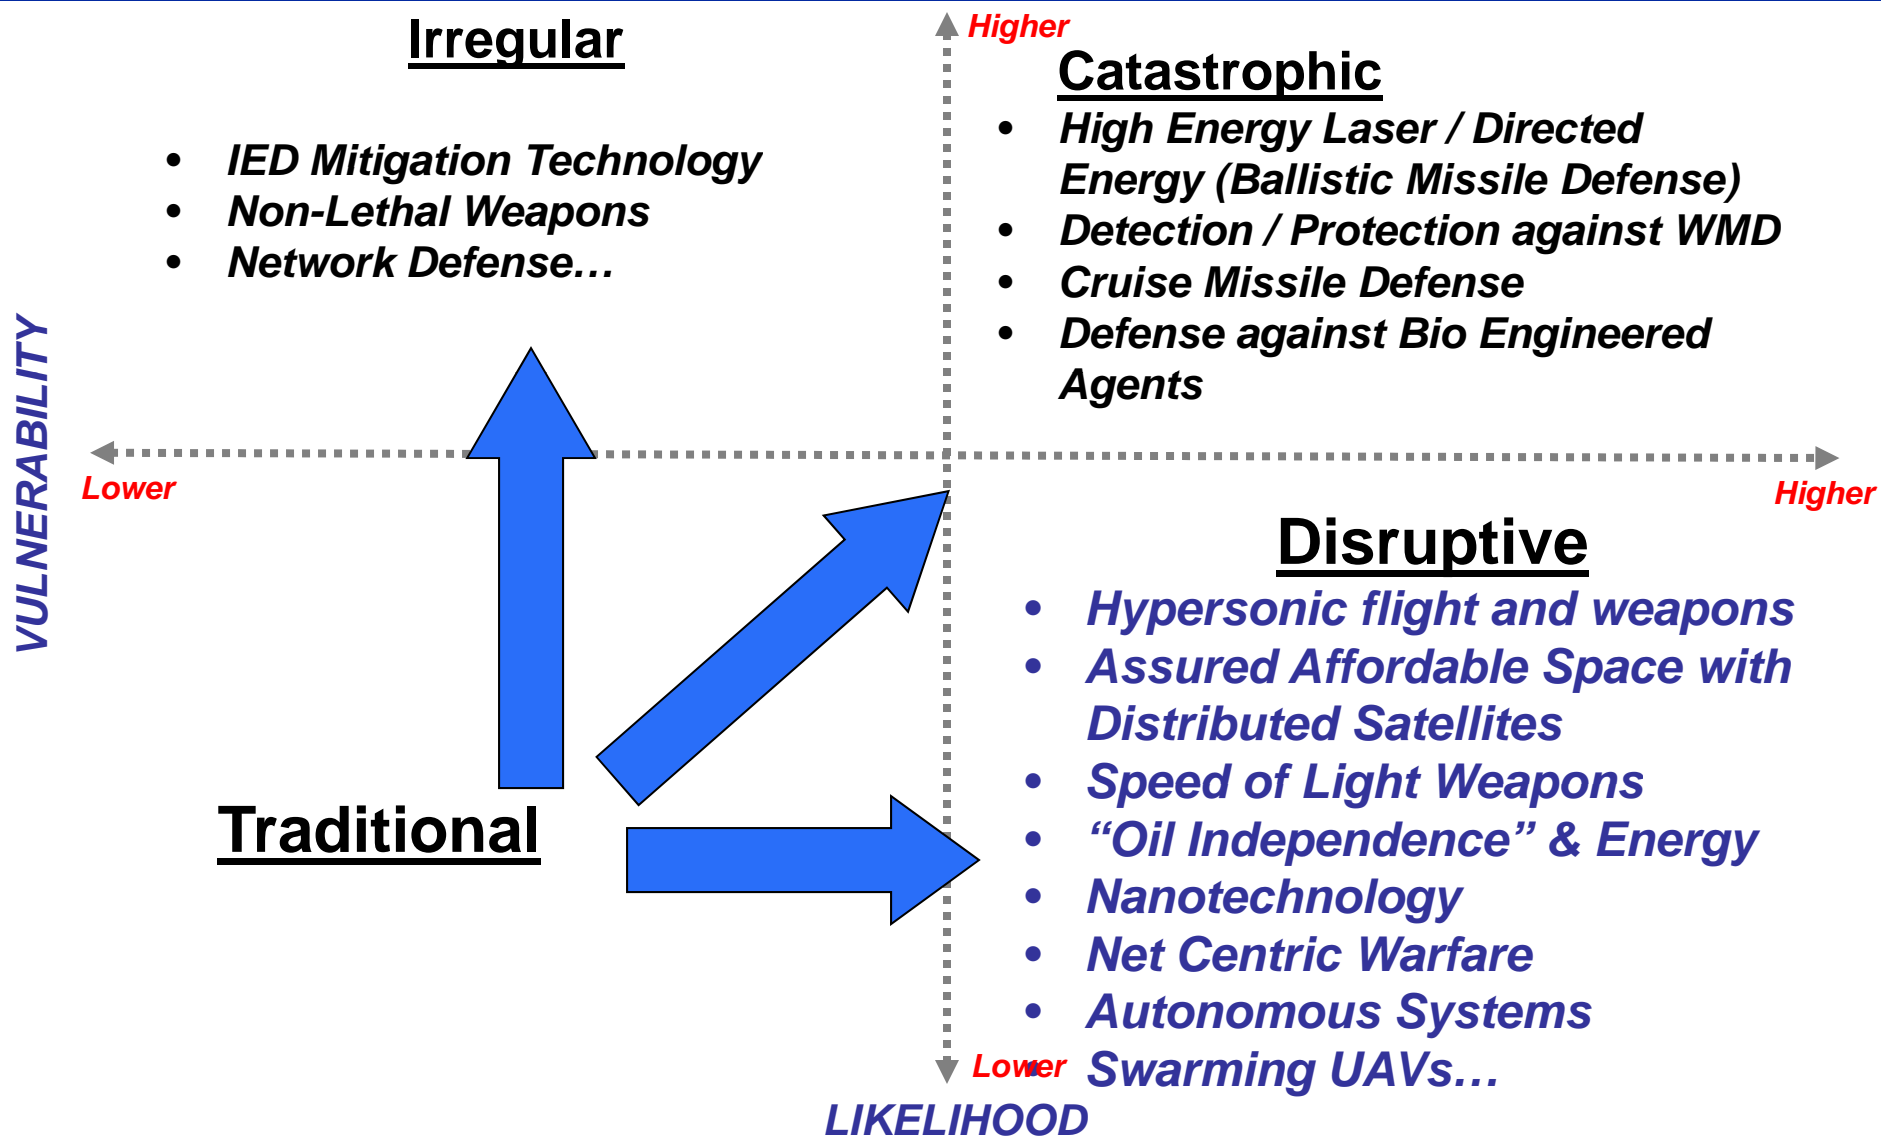 Irregular
• IED Mitigation Technology
• Non-Lethal Weapons
• Network Defense…
Higher
Catastrophic
• High Energy Laser / Directed
Energy (Ballistic Missile Defense)
• Detection / Protection against WMD
• Cruise Missile Defense
• Defense against Bio Engineered
Agents
VULNERABILITY
Lower
Higher
Traditional
Disruptive
• Hypersonic flight and weapons
• Assured Affordable Space with
Distributed Satellites
• Speed of Light Weapons
• “Oil Independence” & Energy
• Nanotechnology
• Net Centric Warfare
• Autonomous Systems
• Swarming UAVs…
Lower
LIKELIHOOD